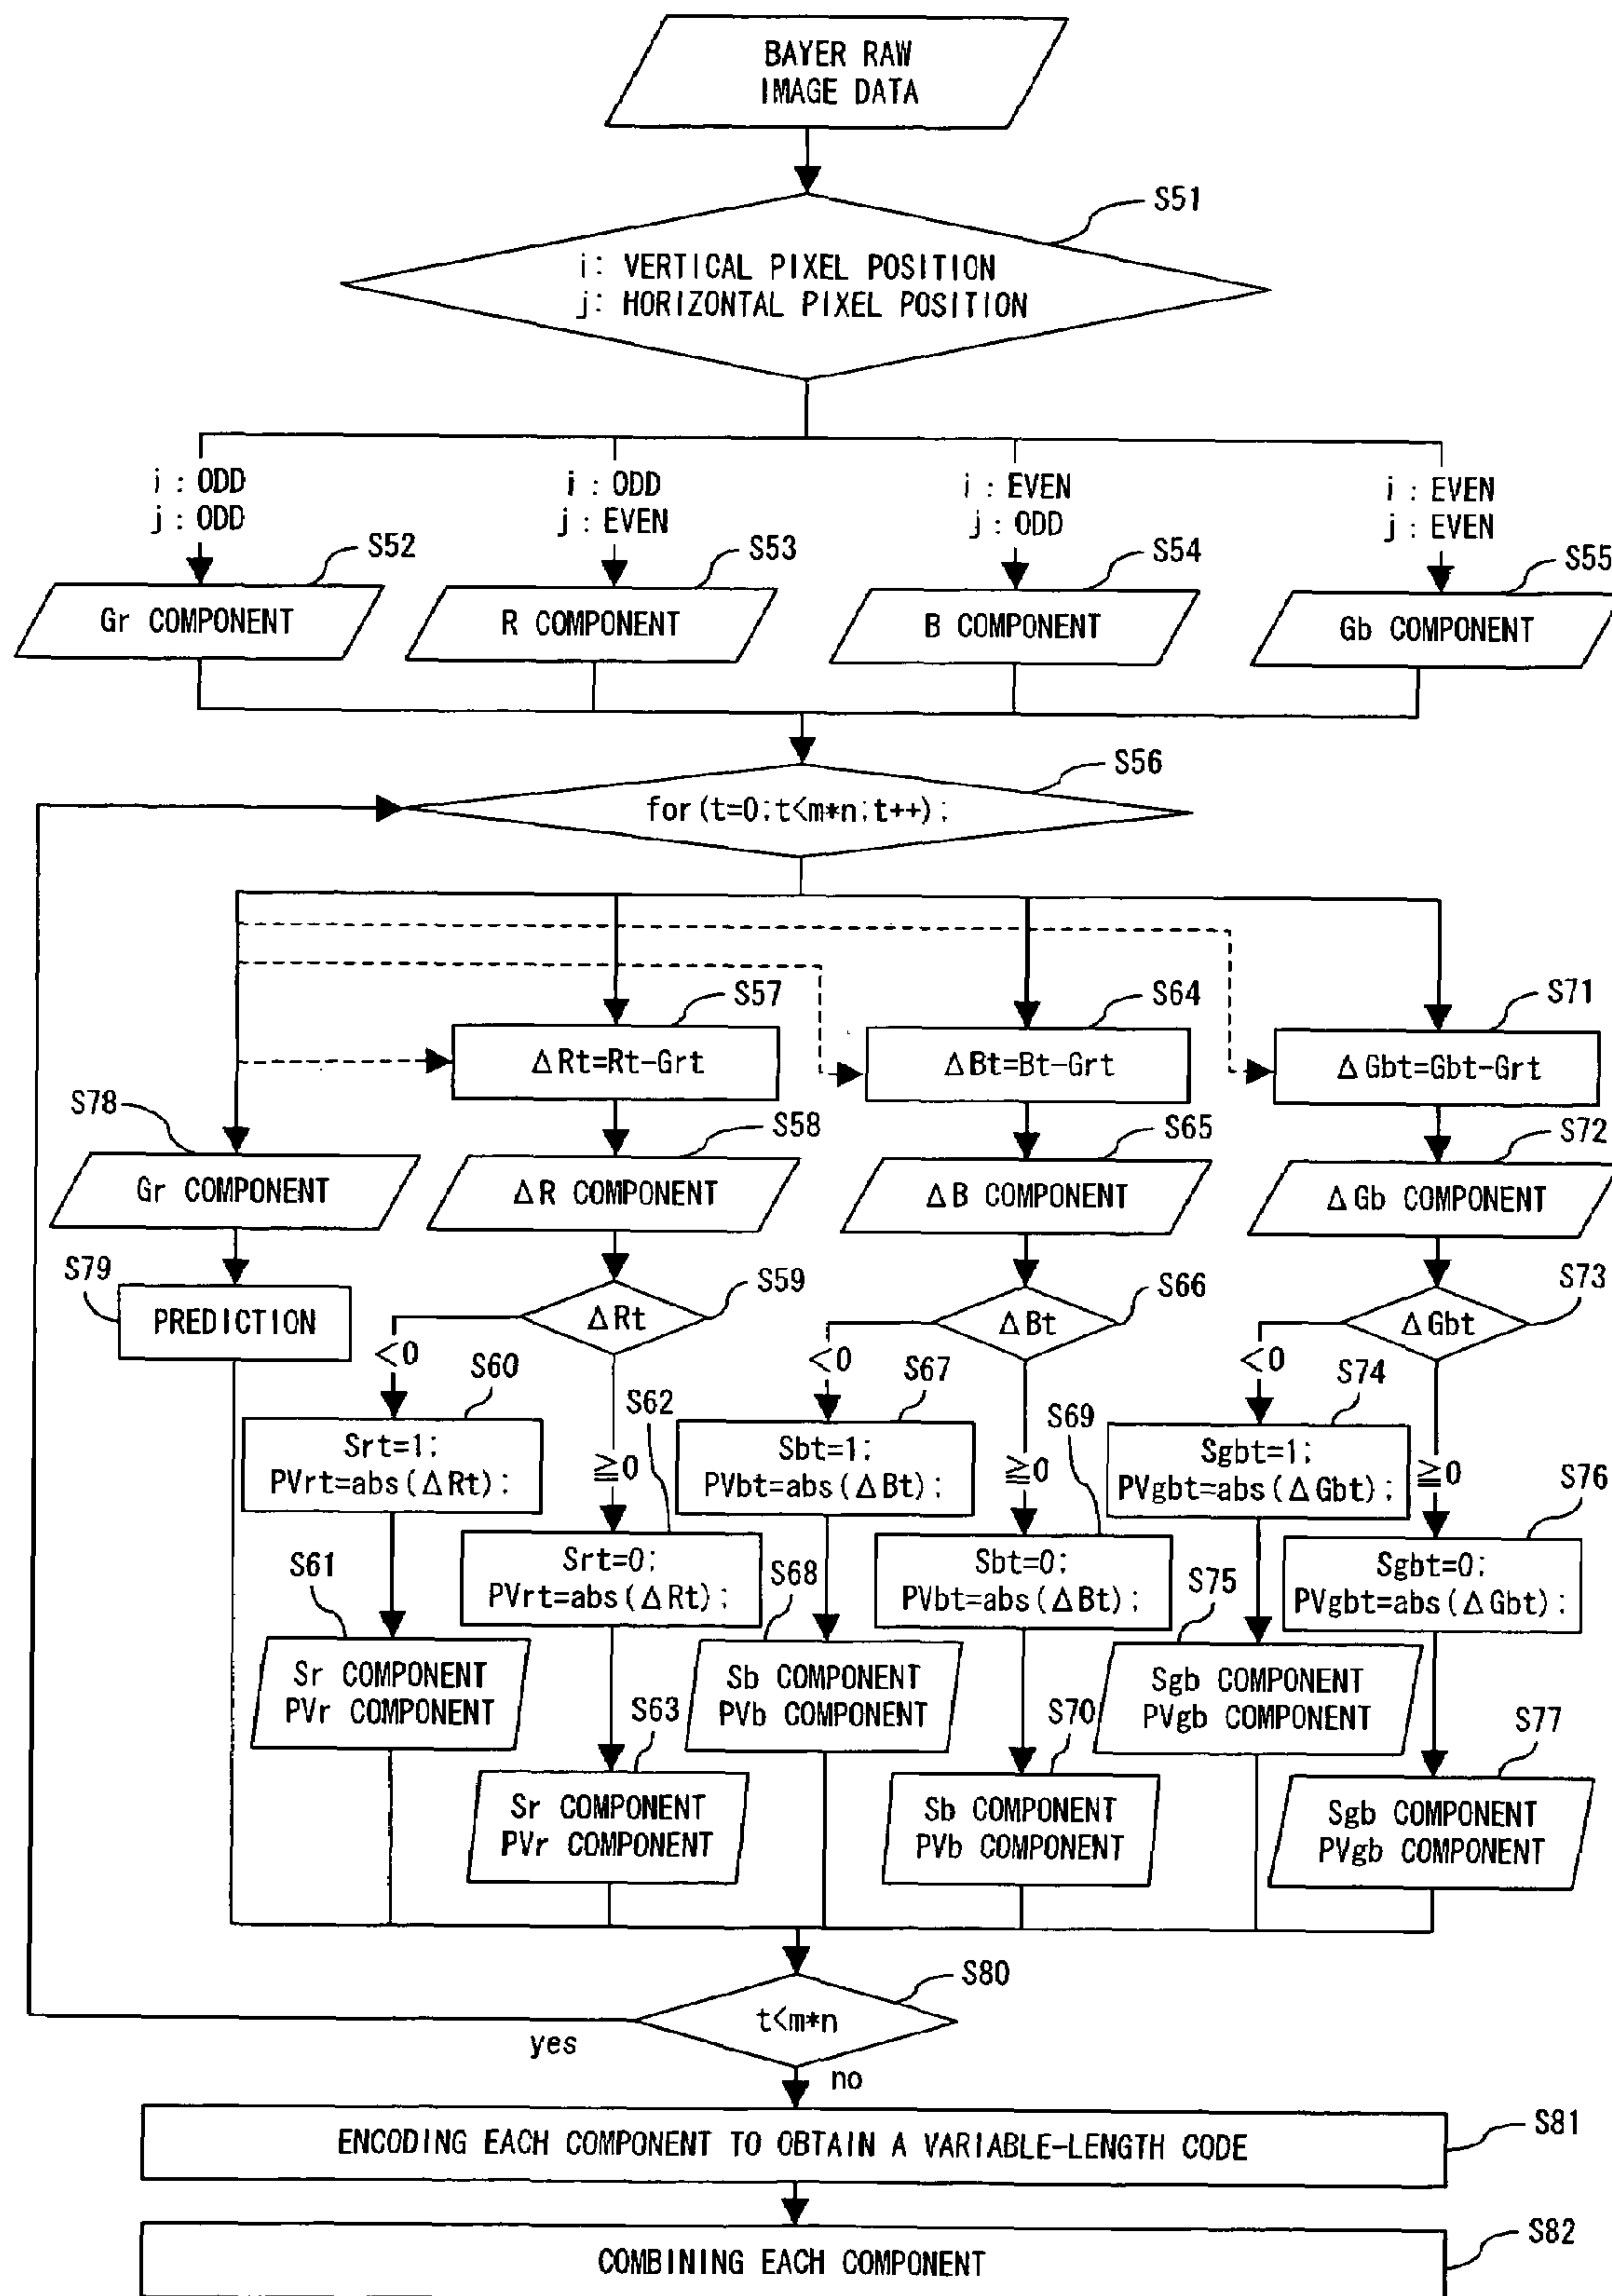 BAYER RAW
IMAGE DATA
S51
i: VERTICAL PIXEL POSITION
j: HORIZONTAL PIXEL POSITION
i : ODD
j : ODD
i : ODD
j : EVEN
i : EVEN
j : ODD
i : EVEN
j : EVEN
S52
S53
S54
S55
Gr COMPONENT
R COMPONENT
B COMPONENT
Gb COMPONENT
S56
for(t=0;t<m*n;t++);
S57
S64
S71
ΔRt=Rt-Grt
ΔBt=Bt-Grt
ΔGbt=Gbt-Grt
S78
S58
S65
S72
Gr COMPONENT
ΔR COMPONENT
ΔB COMPONENT
ΔGb COMPONENT
S79
S59
S66
S73
PREDICTION
ΔRt
ΔBt
ΔGbt
<0
S60
<0
S67
<0
S74
S62
S69
Srt=1;
PVrt=abs(ΔRt);
≧0
Sbt=1;
PVbt=abs(ΔBt);
≧0
Sgbt=1;
PVgbt=abs(ΔGbt);
≧0
S76
S61
Srt=0;
PVrt=abs(ΔRt);
S68
Sbt=0;
PVbt=abs(ΔBt);
S75
Sgbt=0;
PVgbt=abs(ΔGbt);
Sr COMPONENT
PVr COMPONENT
S63
Sb COMPONENT
PVb COMPONENT
S70
Sgb COMPONENT
PVgb COMPONENT
S77
Sr COMPONENT
PVr COMPONENT
Sb COMPONENT
PVb COMPONENT
Sgb COMPONENT
PVgb COMPONENT
S80
t<m*n
yes
no
S81
ENCODING EACH COMPONENT TO OBTAIN A VARIABLE-LENGTH CODE
S82
COMBINING EACH COMPONENT